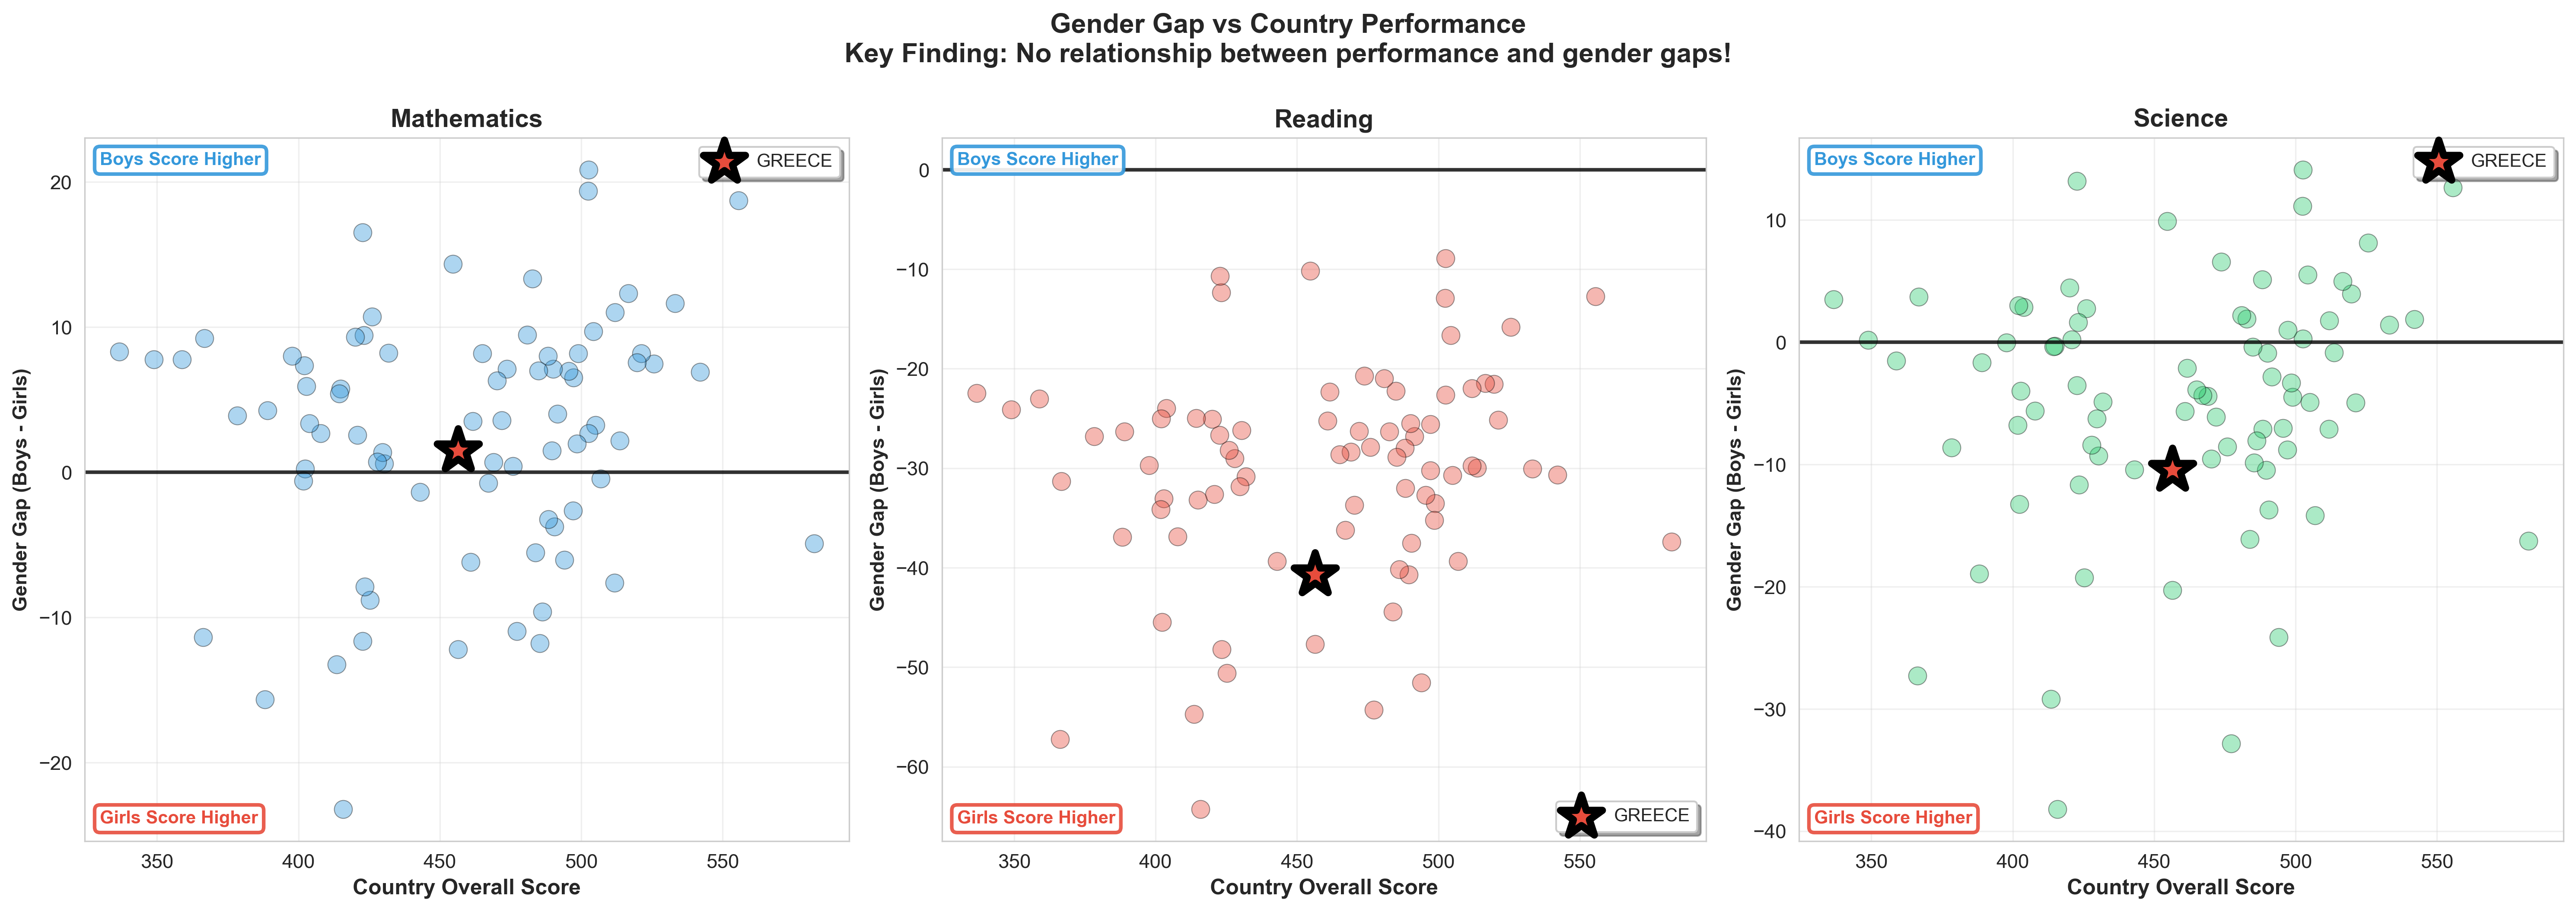 Gender Gap vs Country Performance
Key Finding: No relationship between performance and gender gaps!
Mathematics
Boys Score Higher
GREECE
Girls Score Higher
Gender Gap (Boys - Girls)
20
10
0
−10
−20
350 400 450 500 550
Country Overall Score
Reading
Boys Score Higher
Girls Score Higher
GREECE
Gender Gap (Boys - Girls)
0
−10
−20
−30
−40
−50
−60
350 400 450 500 550
Country Overall Score
Science
Boys Score Higher
GREECE
Girls Score Higher
Gender Gap (Boys - Girls)
10
0
−10
−20
−30
−40
350 400 450 500 550
Country Overall Score